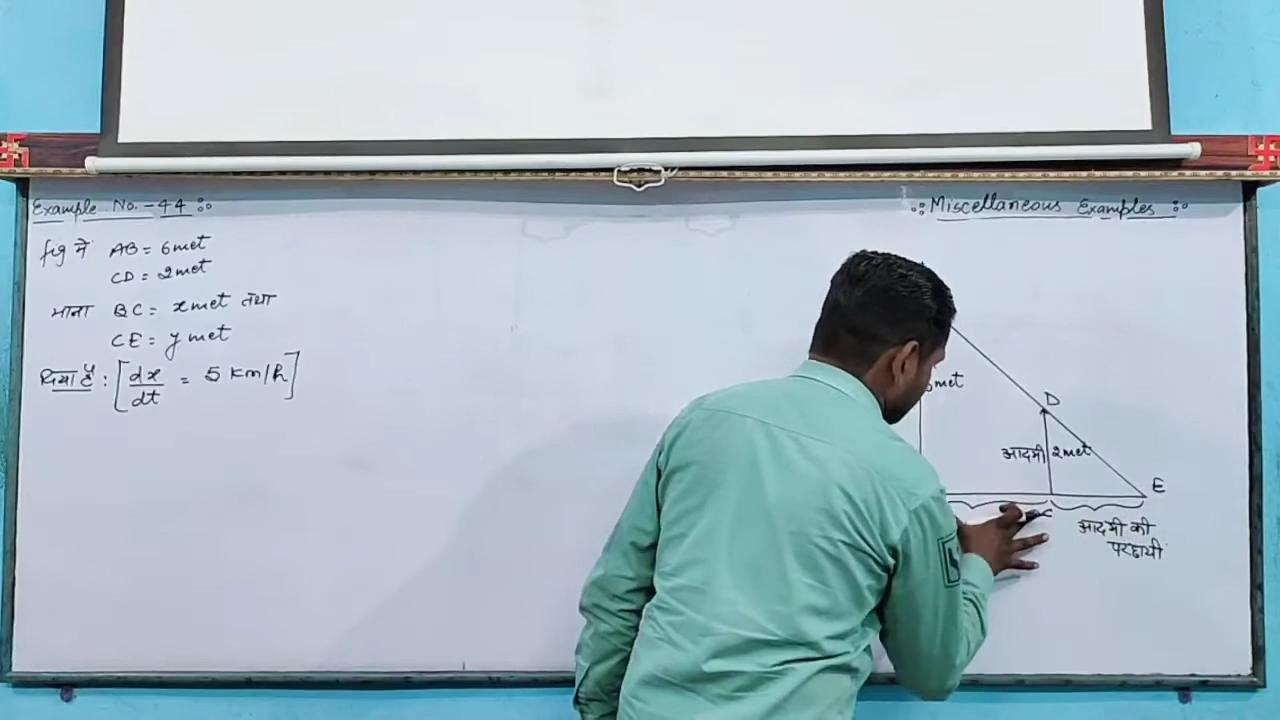 Example No. - 44 :-
fig में AB = 6 met
CD = 2 met
माना BC = x met तथा
CE = y met
दिया है : [dx/dt = 5 km/h]
.: Miscellaneous Examples :.
met
D
आदमी 2 met
E
C
आदमी की
परछायी